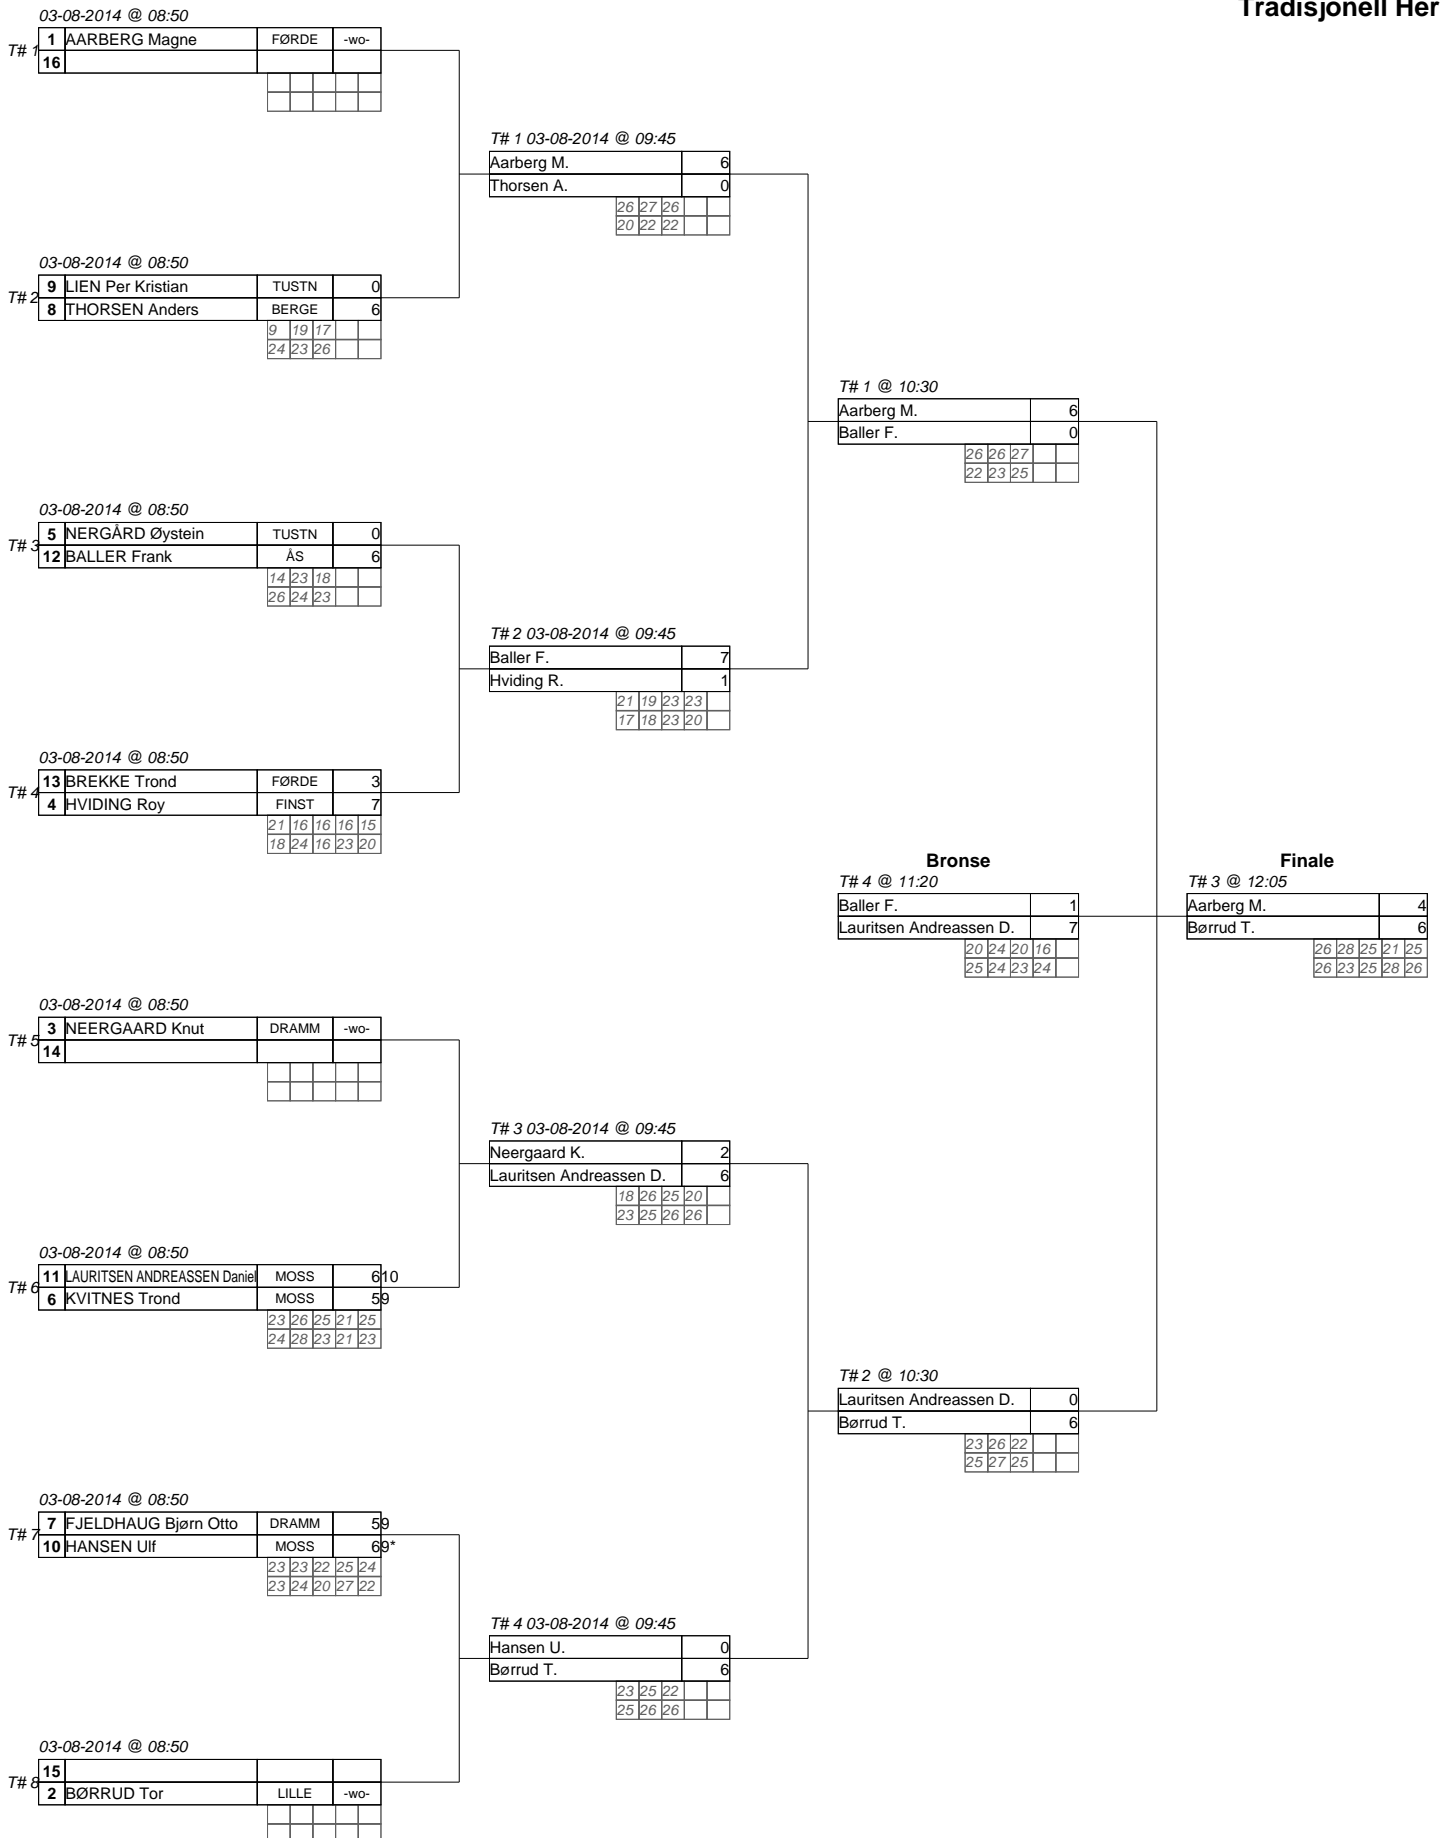 Tradisjonell Her
03-08-2014 @ 08:50
T# 1
1 AARBERG Magne FØRDE -wo-
16
T# 1 03-08-2014 @ 09:45
Aarberg M. 6
Thorsen A. 0
26 27 26
20 22 22
03-08-2014 @ 08:50
T# 2
9 LIEN Per Kristian TUSTN 0
8 THORSEN Anders BERGE 6
9 19 17
24 23 26
T# 1 @ 10:30
Aarberg M. 6
Baller F. 0
26 26 27
22 23 25
03-08-2014 @ 08:50
T# 3
5 NERGÅRD Øystein TUSTN 0
12 BALLER Frank ÅS 6
14 23 18
26 24 23
T# 2 03-08-2014 @ 09:45
Baller F. 7
Hviding R. 1
21 19 23 23
17 18 23 20
03-08-2014 @ 08:50
T# 4
13 BREKKE Trond FØRDE 3
4 HVIDING Roy FINST 7
21 16 16 16 15
18 24 16 23 20
Bronse
T# 4 @ 11:20
Baller F. 1
Lauritsen Andreassen D. 7
20 24 20 16
25 24 23 24
Finale
T# 3 @ 12:05
Aarberg M. 4
Børrud T. 6
26 28 25 21 25
26 23 25 28 26
03-08-2014 @ 08:50
T# 5
3 NEERGAARD Knut DRAMM -wo-
14
T# 3 03-08-2014 @ 09:45
Neergaard K. 2
Lauritsen Andreassen D. 6
18 26 25 20
23 25 26 26
03-08-2014 @ 08:50
T# 6
11 LAURITSEN ANDREASSEN Daniel MOSS 610
6 KVITNES Trond MOSS 59
23 26 25 21 25
24 28 23 21 23
T# 2 @ 10:30
Lauritsen Andreassen D. 0
Børrud T. 6
23 26 22
25 27 25
03-08-2014 @ 08:50
T# 7
7 FJELDHAUG Bjørn Otto DRAMM 59
10 HANSEN Ulf MOSS 69*
23 23 22 25 24
23 24 20 27 22
T# 4 03-08-2014 @ 09:45
Hansen U. 0
Børrud T. 6
23 25 22
25 26 26
03-08-2014 @ 08:50
T# 8
15
2 BØRRUD Tor LILLE -wo-